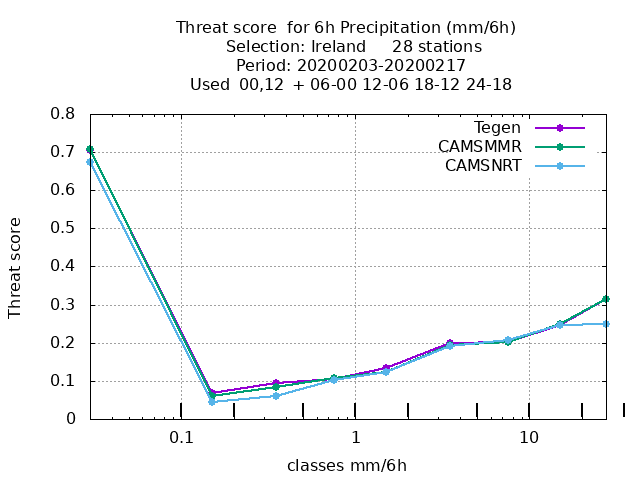 Threat score  for 6h Precipitation (mm/6h)
Selection: Ireland     28 stations
Period: 20200203-20200217
Used  00,12  + 06-00 12-06 18-12 24-18
0.8
0.7
0.6
0.5
0.4
0.3
0.2
0.1
0
Threat score
Tegen
CAMSMMR
CAMSNRT
0.1
1
10
classes mm/6h